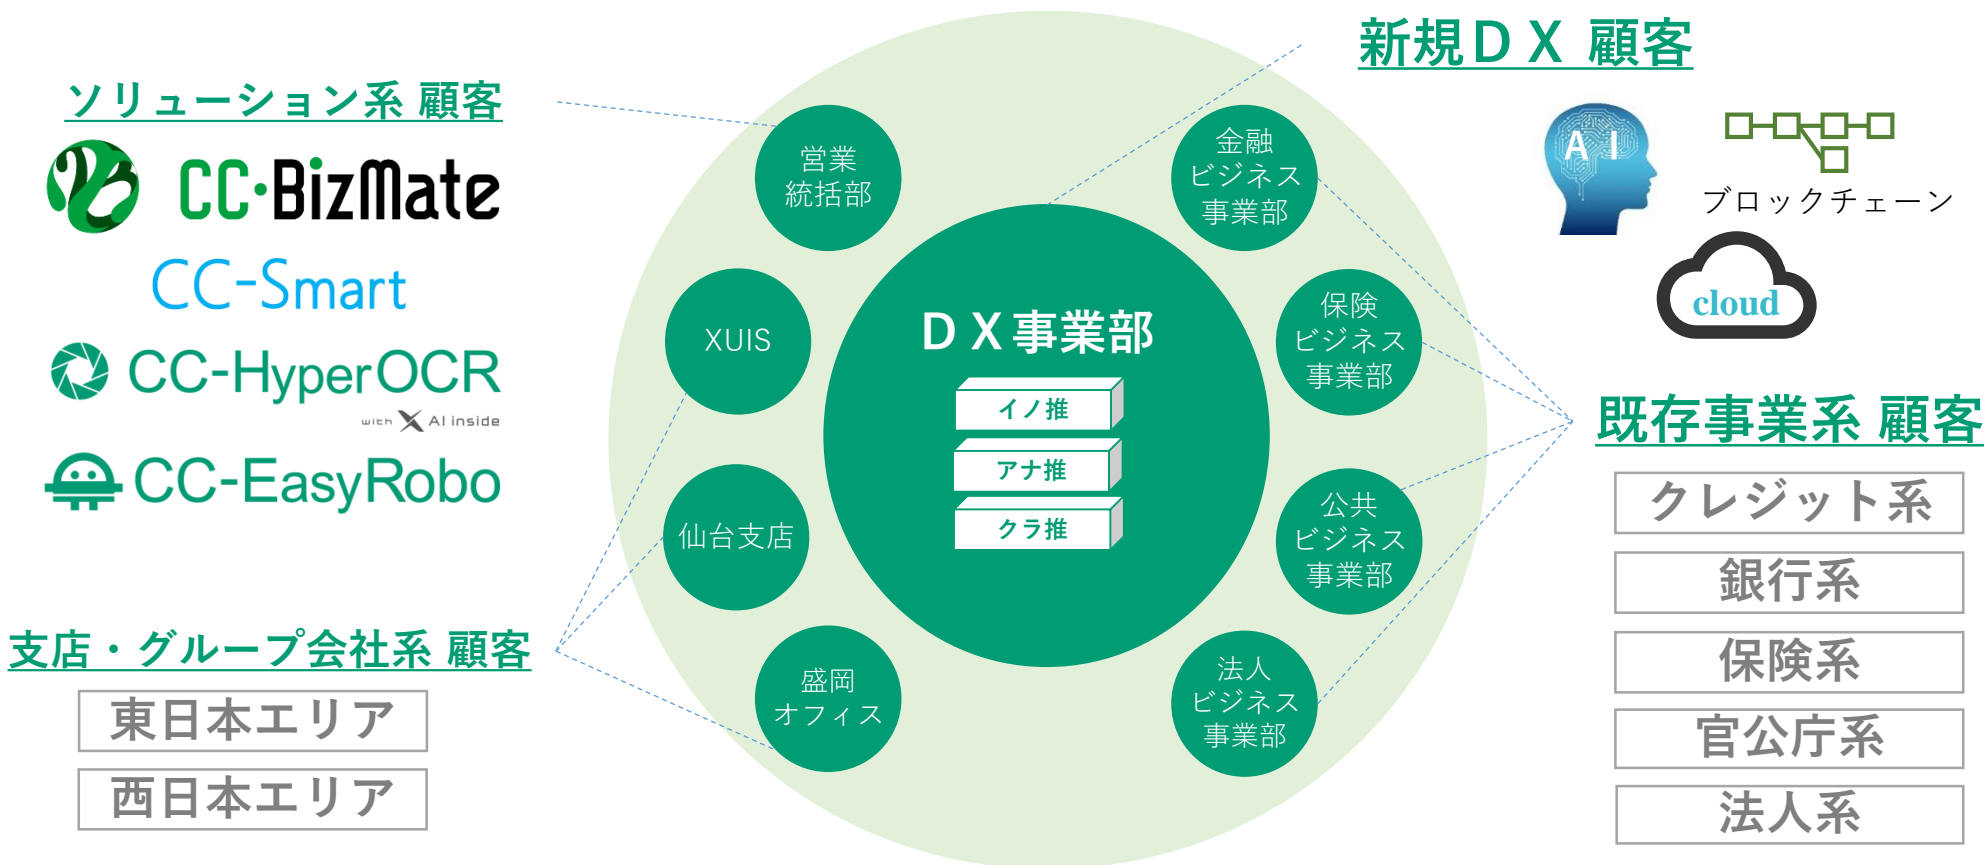 ソリューション系 顧客
CC・BizMate
CC-Smart
CC-HyperOCR
with AI inside
CC-EasyRobo
支店・グループ会社系 顧客
東日本エリア
西日本エリア
営業
統括部
XUIS
仙台支店
盛岡
オフィス
ＤＸ事業部
イノ推
アナ推
クラ推
金融
ビジネス
事業部
保険
ビジネス
事業部
公共
ビジネス
事業部
法人
ビジネス
事業部
新規ＤＸ 顧客
AI
ブロックチェーン
cloud
既存事業系 顧客
クレジット系
銀行系
保険系
官公庁系
法人系